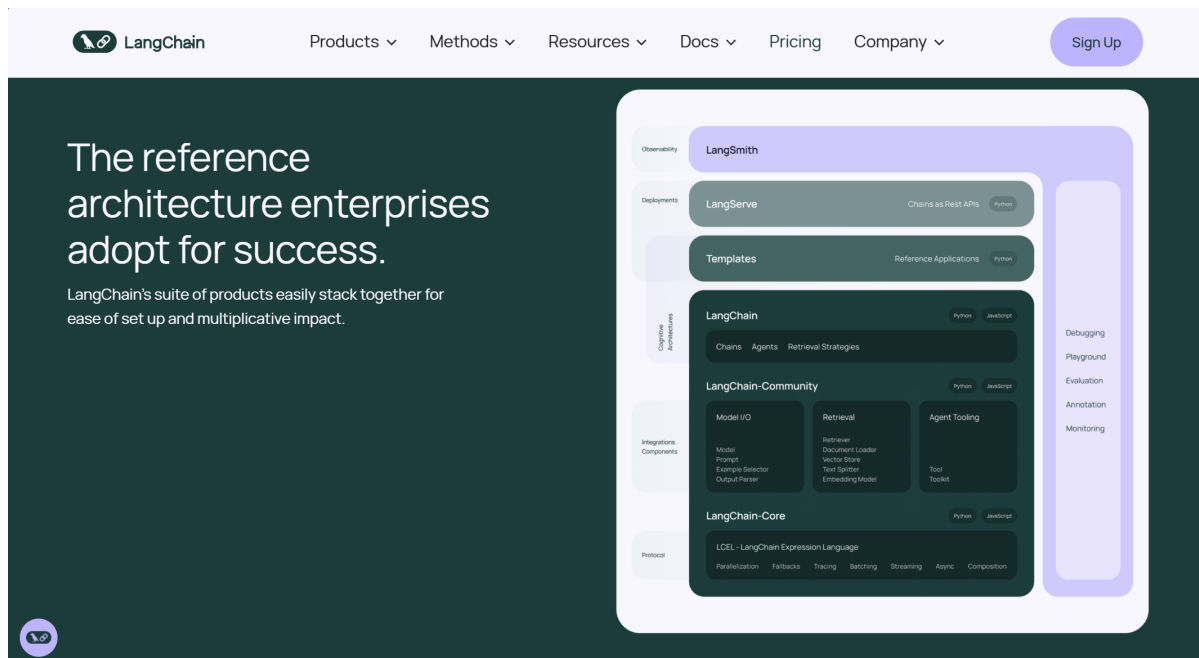 LangChain
Products
Methods
Resources
Docs
Pricing
Company
Sign Up
The reference
architecture enterprises
adopt for success.
LangChain's suite of products easily stack together for
ease of set up and multiplicative impact.
Observability
LangSmith
Deployments
LangServe
Chains as Rest APIs
Python
Templates
Reference Applications
Python
Cognitive
Architectures
LangChain
Python
JavaScript
Chains Agents Retrieval Strategies
LangChain-Community
Python
JavaScript
Integrations
Components
Model I/O
Model
Prompt
Example Selector
Output Parser
Retrieval
Retriever
Document Loader
Vector Store
Text Splitter
Embedding Model
Agent Tooling
Tool
Toolkit
LangChain-Core
Python
JavaScript
Protocol
LCEL - LangChain Expression Language
Parallelization Fallbacks Tracing Batching Streaming Async Composition
Debugging
Playground
Evaluation
Annotation
Monitoring